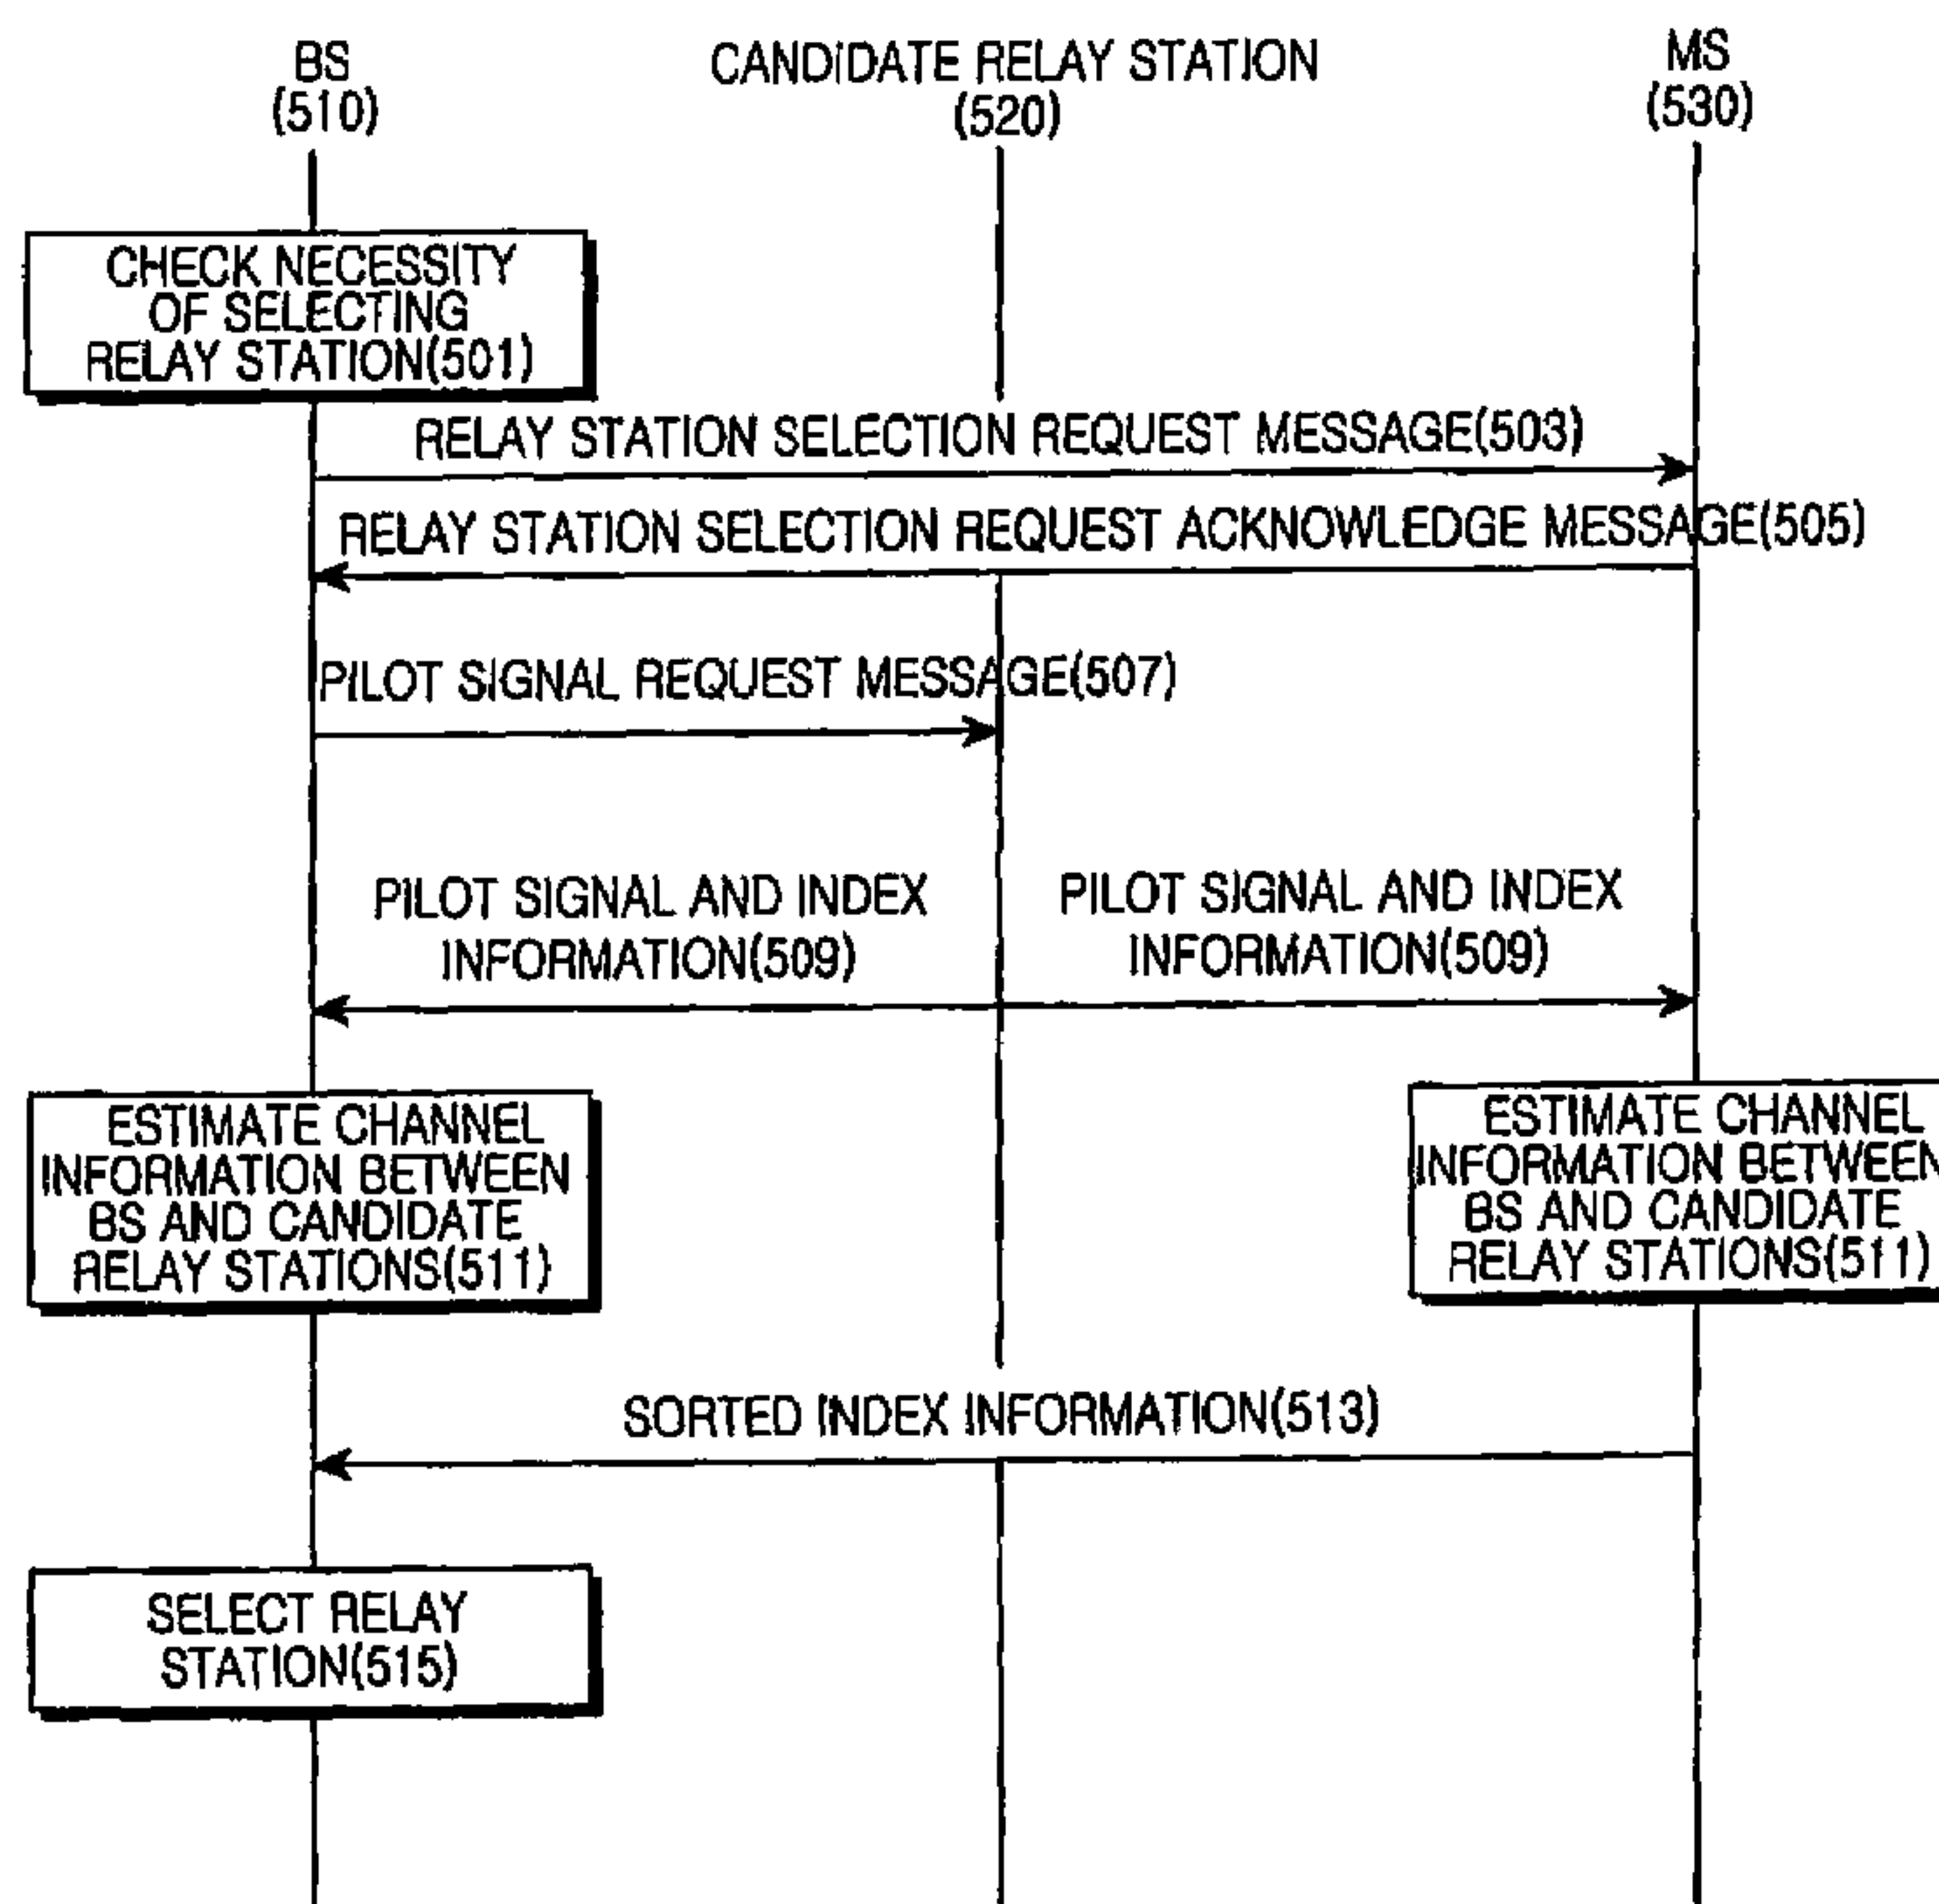 BS
(510)
CANDIDATE RELAY STATION
(520)
MS
(530)
CHECK NECESSITY
OF SELECTING
RELAY STATION(501)
RELAY STATION SELECTION REQUEST MESSAGE(503)
RELAY STATION SELECTION REQUEST ACKNOWLEDGE MESSAGE(505)
PILOT SIGNAL REQUEST MESSAGE(507)
PILOT SIGNAL AND INDEX
INFORMATION(509)
PILOT SIGNAL AND INDEX
INFORMATION(509)
ESTIMATE CHANNEL
INFORMATION BETWEEN
BS AND CANDIDATE
RELAY STATIONS(511)
ESTIMATE CHANNEL
INFORMATION BETWEEN
BS AND CANDIDATE
RELAY STATIONS(511)
SORTED INDEX INFORMATION(513)
SELECT RELAY
STATION(515)